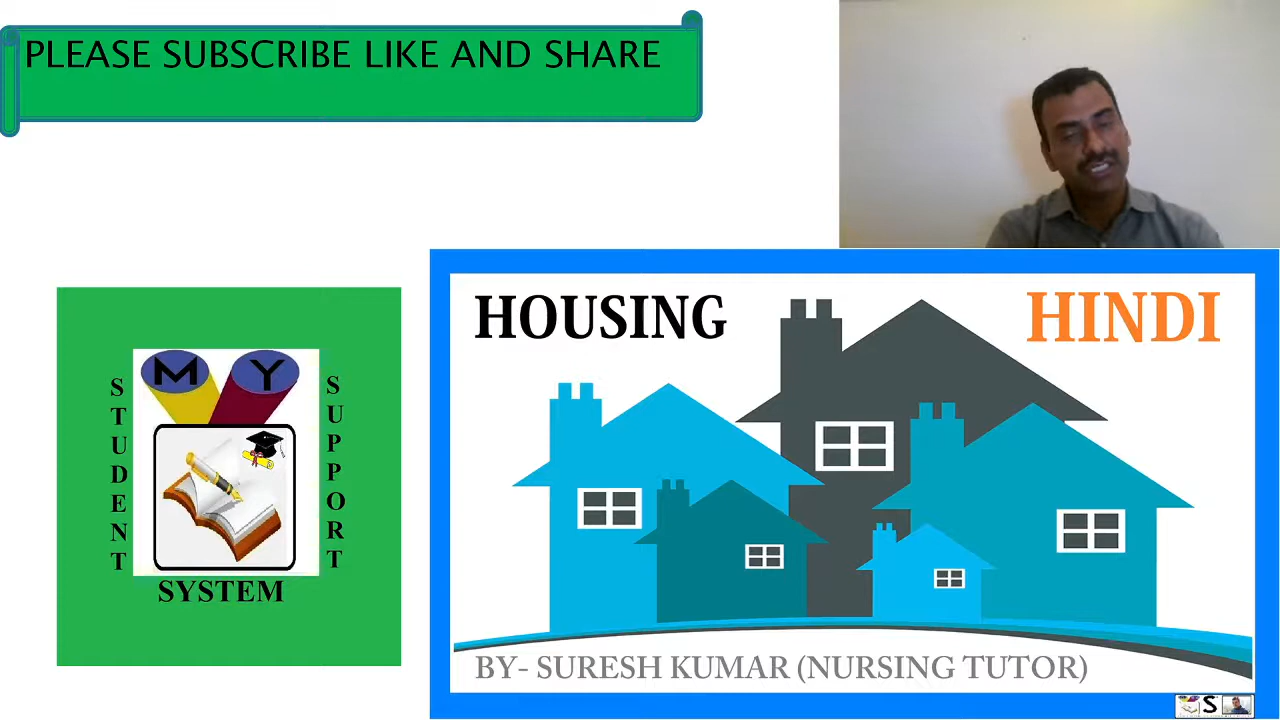 PLEASE SUBSCRIBE LIKE AND SHARE
HOUSING
HINDI
M Y
STUDENT
SUPPORT
SYSTEM
BY- SURESH KUMAR (NURSING TUTOR)
S